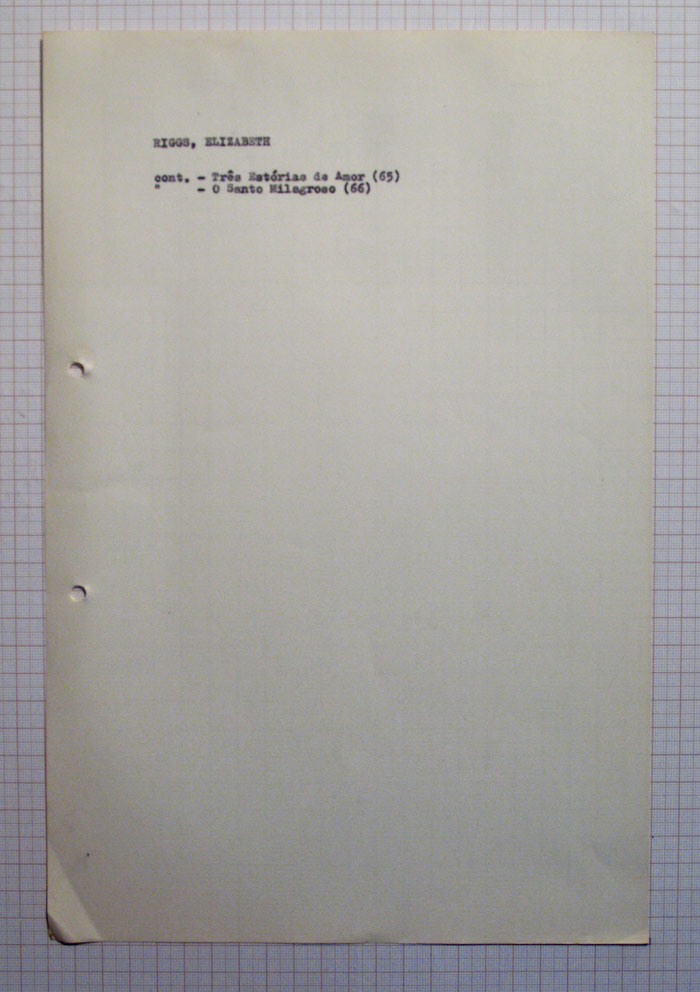 RIGGS, ELIZABETH
cont. - Três Estórias de Amor (65)
" - O Santo Milagroso (66)